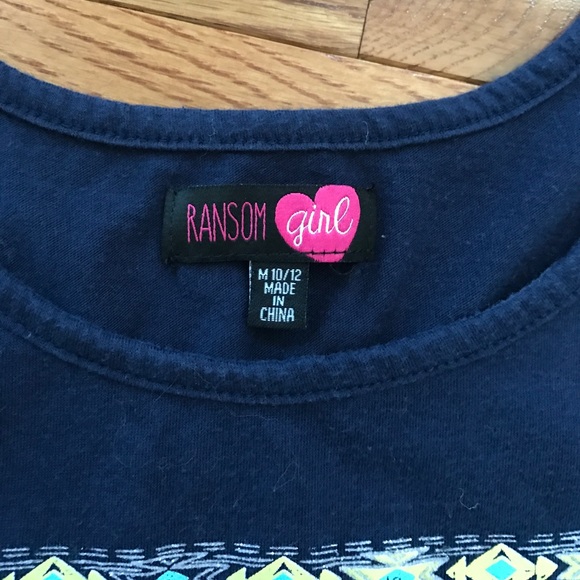 RANSOM girl
M 10/12
MADE
IN
CHINA